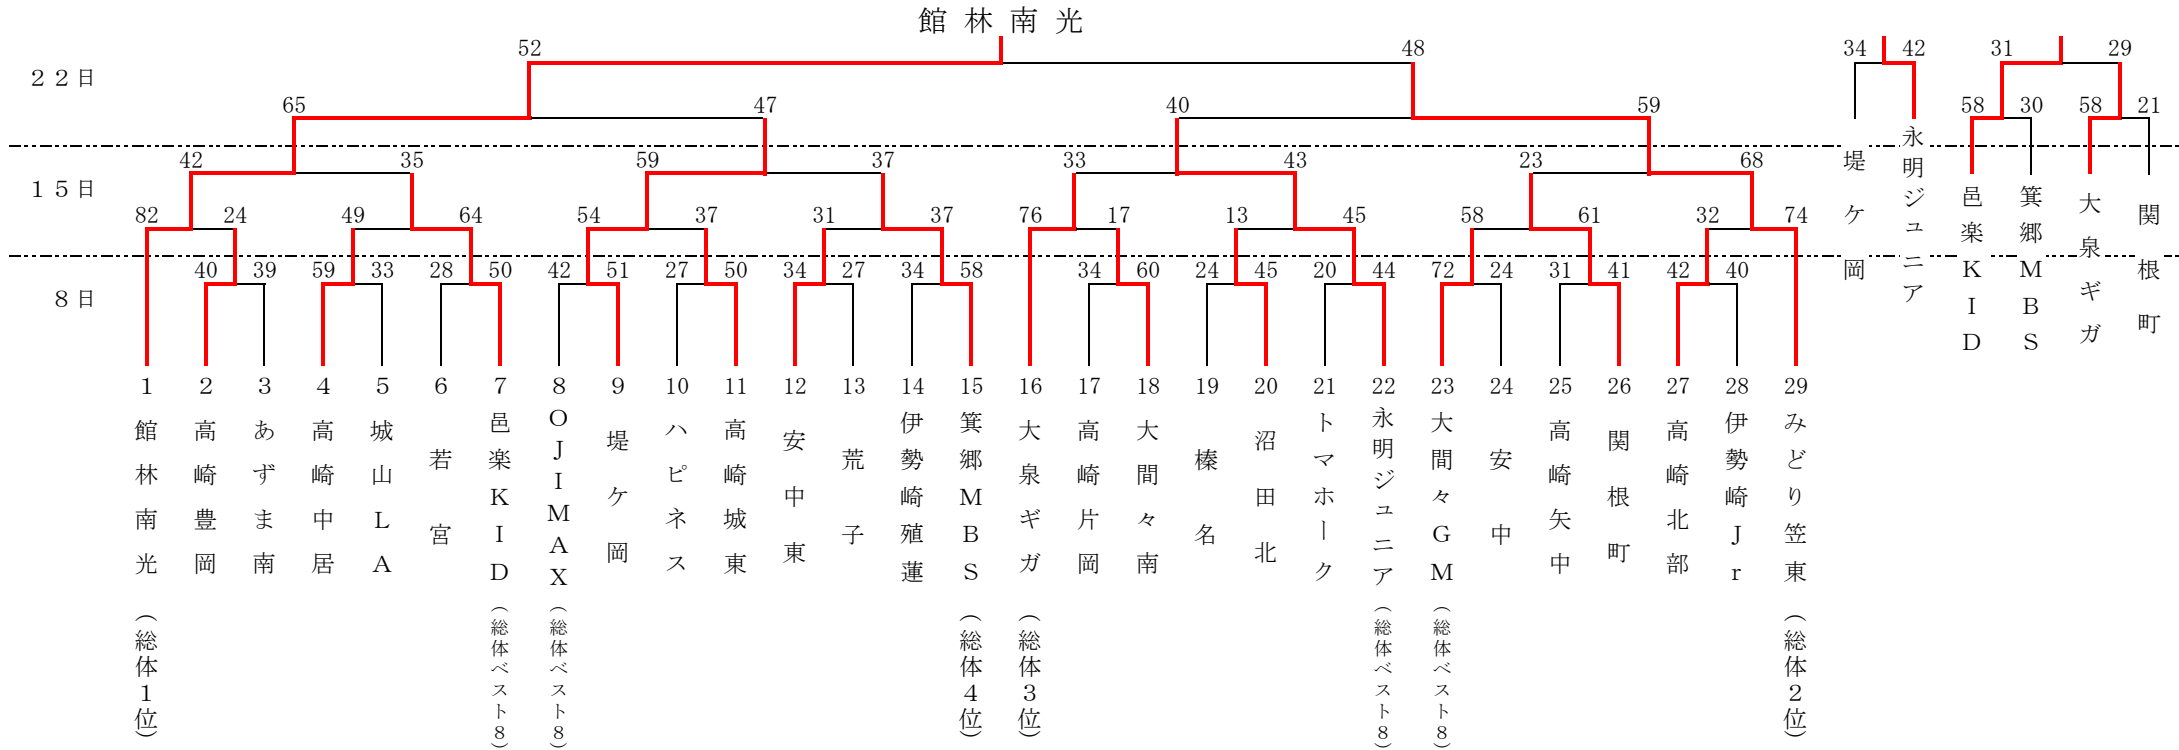 館林南光
52 48 34 42 31 29
22日
65 47 40 59 58 30 58 21
42 35 59 37 33 43 23 68
15日
82 24 49 64 54 37 31 37 76 17 13 45 58 61 32 74
40 39 59 33 28 50 42 51 27 50 34 27 34 58 34 60 24 45 20 44 72 24 31 41 42 40
8日
堤ケ岡
永明ジュニア
邑楽KID
箕郷MBS
大泉ギガ
関根町
1 館林南光 (総体1位)
2 高崎豊岡
3 あずま南
4 高崎中居
5 城山LA
6 若宮
7 邑楽KID (総体ベスト8)
8 OJIMAX (総体ベスト8)
9 堤ケ岡
10 ハピネス
11 高崎城東
12 安中東
13 荒子
14 伊勢崎殖蓮
15 箕郷MBS (総体4位)
16 大泉ギガ (総体3位)
17 高崎片岡
18 大間々南
19 榛名
20 沼田北
21 トマホーク
22 永明ジュニア (総体ベスト8)
23 大間々GM (総体ベスト8)
24 安中
25 高崎矢中
26 関根町
27 高崎北部
28 伊勢崎Jr
29 みどり笠東 (総体2位)